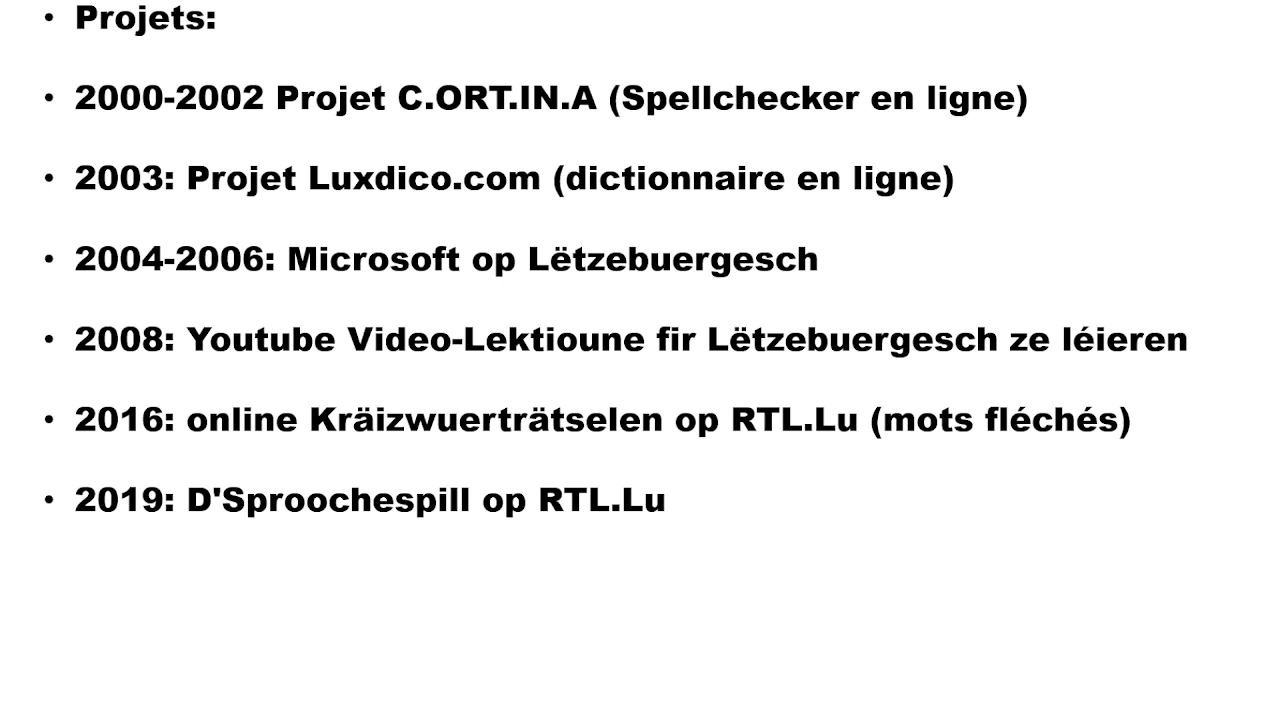 • Projets:
• 2000-2002 Projet C.ORT.IN.A (Spellchecker en ligne)
• 2003: Projet Luxdico.com (dictionnaire en ligne)
• 2004-2006: Microsoft op Lëtzebuergesch
• 2008: Youtube Video-Lektioune fir Lëtzebuergesch ze léieren
• 2016: online Kräizwuerträtselen op RTL.Lu (mots fléchés)
• 2019: D'Sproochespill op RTL.Lu